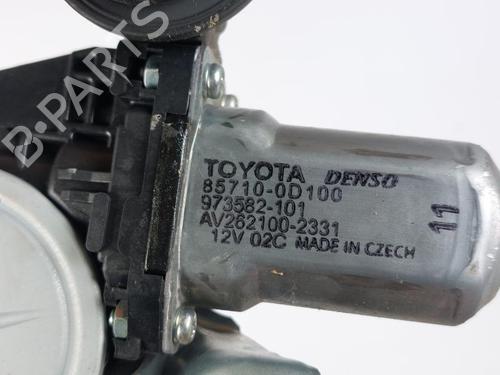 B-PARTS
TOYOTA DENSO
85710-0D100
973582-101
AV262100-2331
12V 02C MADE IN CZECH
11